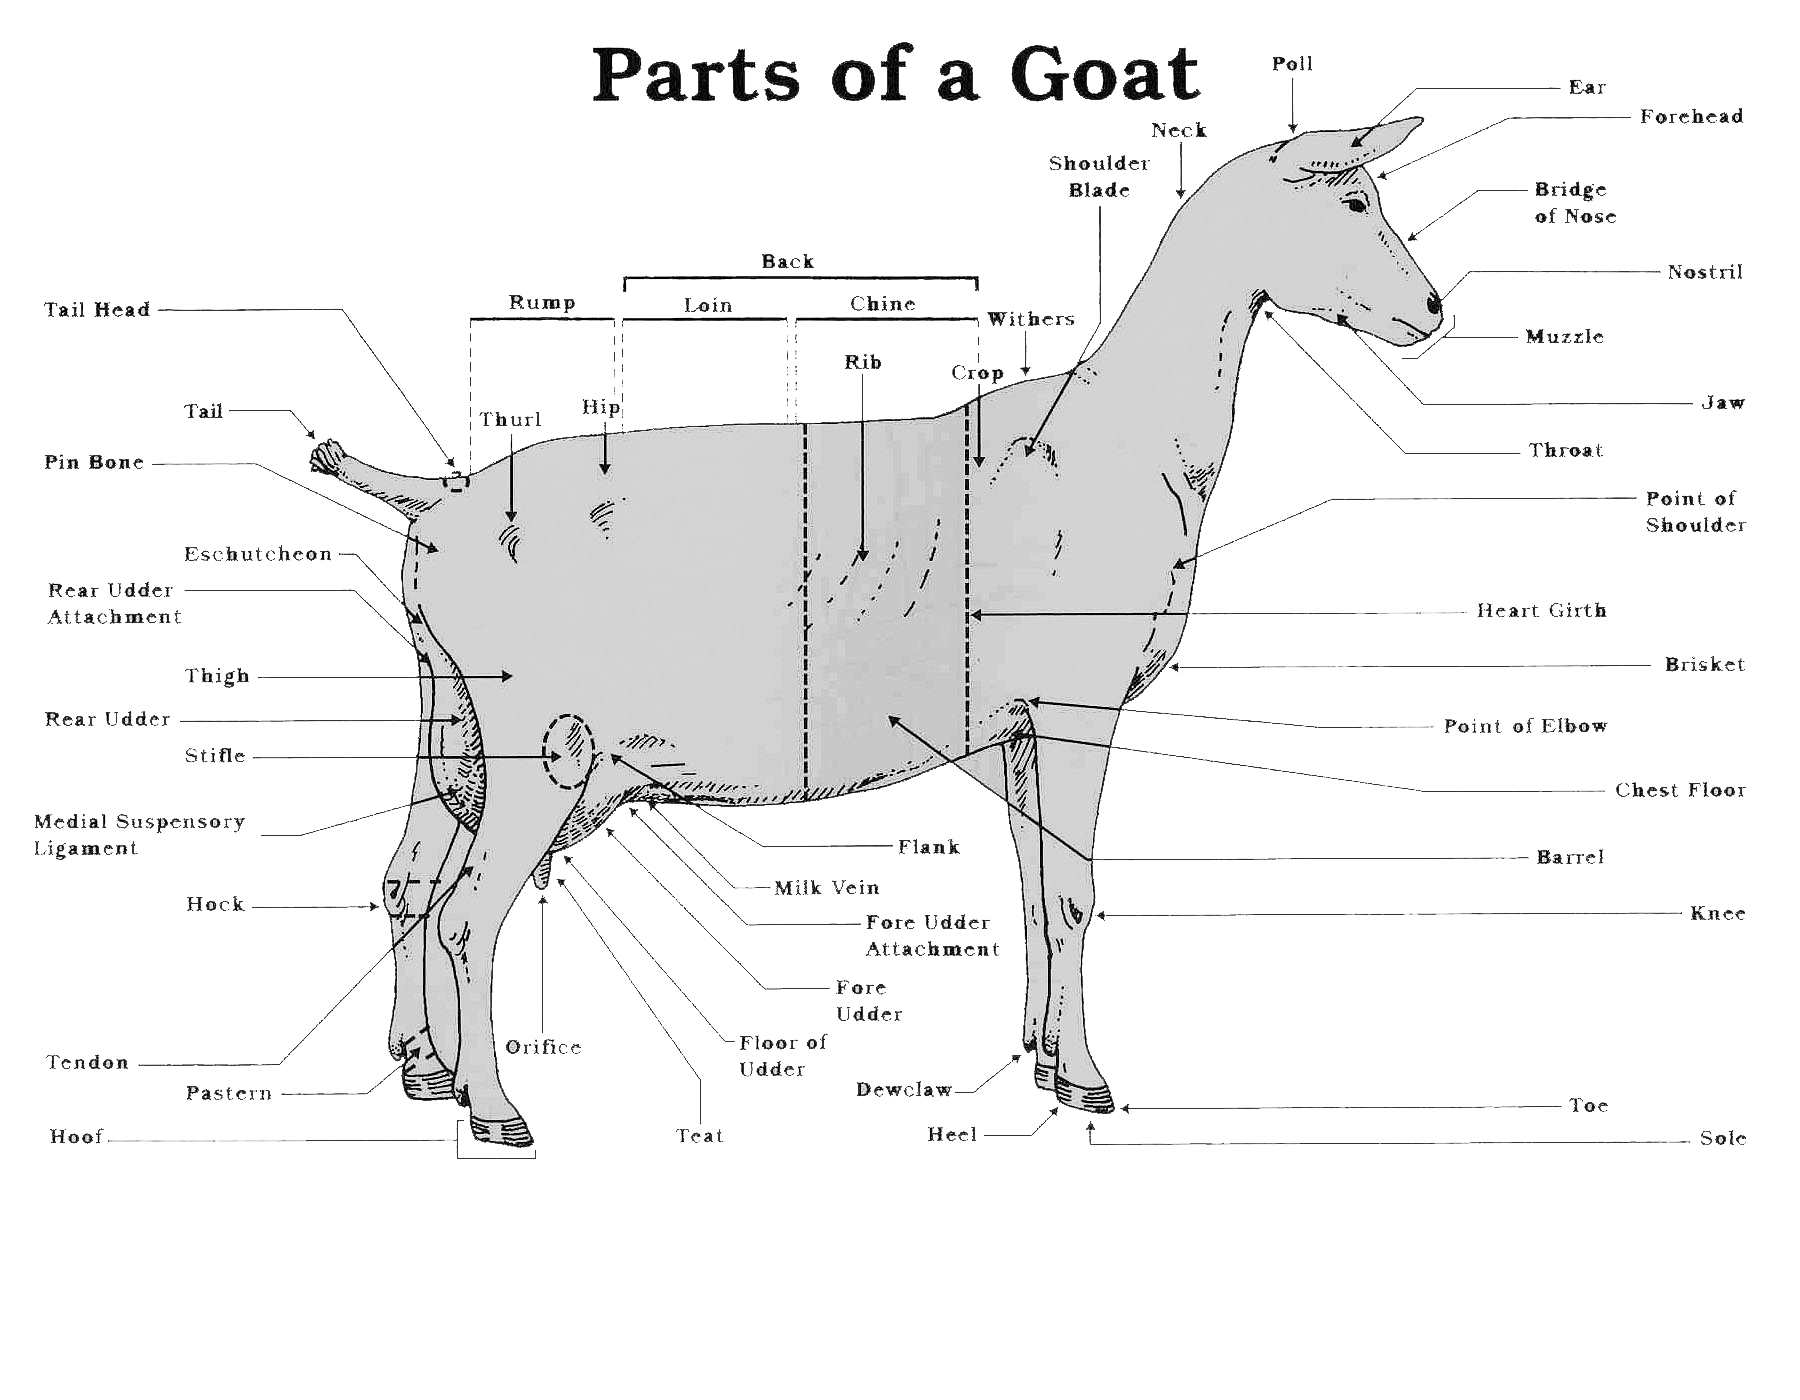 Parts of a Goat
Poll
Ear
Forehead
Neck
Shoulder
Blade
Bridge
of Nose
Back
Nostril
Tail Head
Rump
Loin
Chine
Withers
Muzzle
Rib
Crop
Jaw
Tail
Thurl
Hip
Throat
Pin Bone
Point of
Shoulder
Eschutcheon
Rear Udder
Attachment
Heart Girth
Thigh
Brisket
Rear Udder
Point of Elbow
Stifle
Chest Floor
Medial Suspensory
Ligament
Flank
Barrel
Milk Vein
Hock
Knee
Fore Udder
Attachment
Fore
Udder
Orifice
Floor of
Udder
Tendon
Pastern
Dewclaw
Toe
Hoof
Teat
Heel
Sole